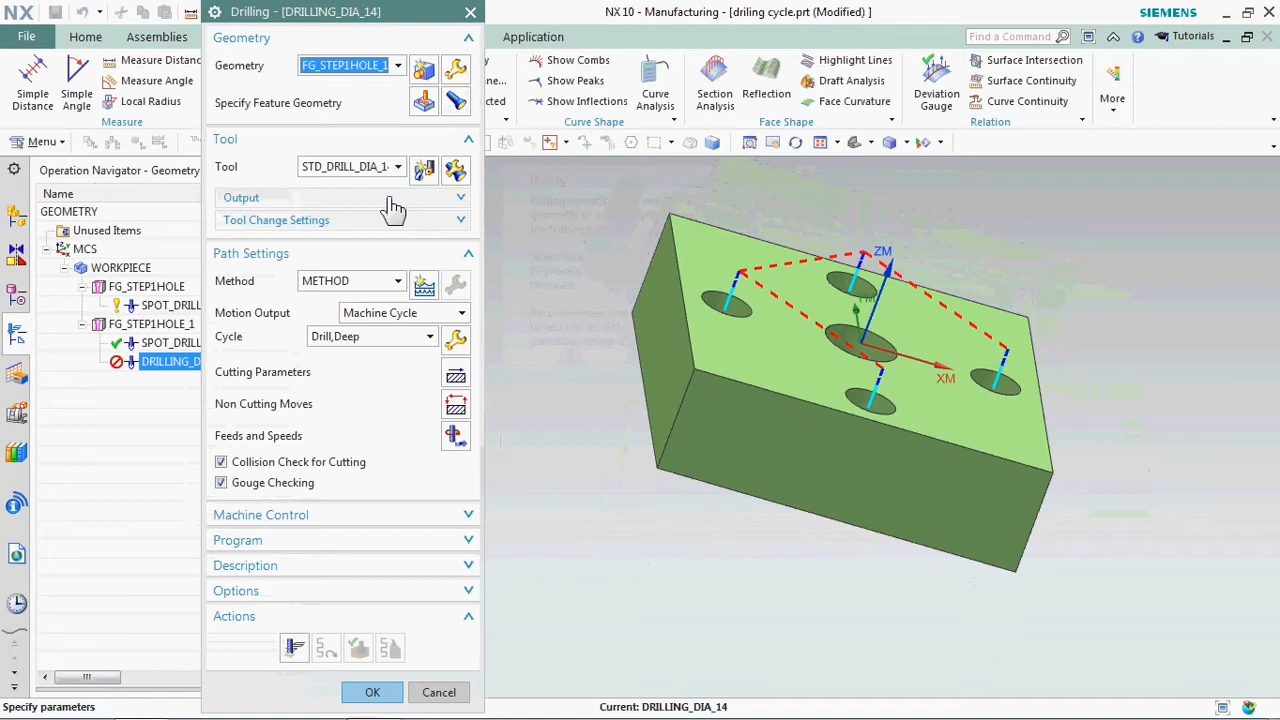 NX
Drilling - [DRILLING_DIA_14]
NX 10 - Manufacturing - [driling cycle.prt (Modified) ]
SIEMENS
File
Home
Assemblies
Application
Find a Command
Tutorials
Simple Distance
Simple Angle
Measure Distance
Measure Angle
Local Radius
Measure
Show Combs
Show Peaks
Show Inflections
Curve Analysis
Curve Shape
Section Analysis
Reflection
Highlight Lines
Draft Analysis
Face Curvature
Face Shape
Deviation Gauge
Surface Intersection
Curve Continuity
Curve Continuity
Relation
More
Menu
Operation Navigator - Geometry
Name
GEOMETRY
Unused Items
MCS
WORKPIECE
FG_STEP1HOLE
SPOT_DRILL
FG_STEP1HOLE_1
SPOT_DRILL
DRILLING_D
Geometry
Geometry
FG_STEP1HOLE_1
Specify Feature Geometry
Tool
Tool
STD_DRILL_DIA_1
Output
Tool Change Settings
Path Settings
Method
METHOD
Motion Output
Machine Cycle
Cycle
Drill,Deep
Cutting Parameters
Non Cutting Moves
Feeds and Speeds
Collision Check for Cutting
Gouge Checking
Machine Control
Program
Description
Options
Actions
OK
Cancel
ZM
XM
Specify parameters
Current: DRILLING_DIA_14